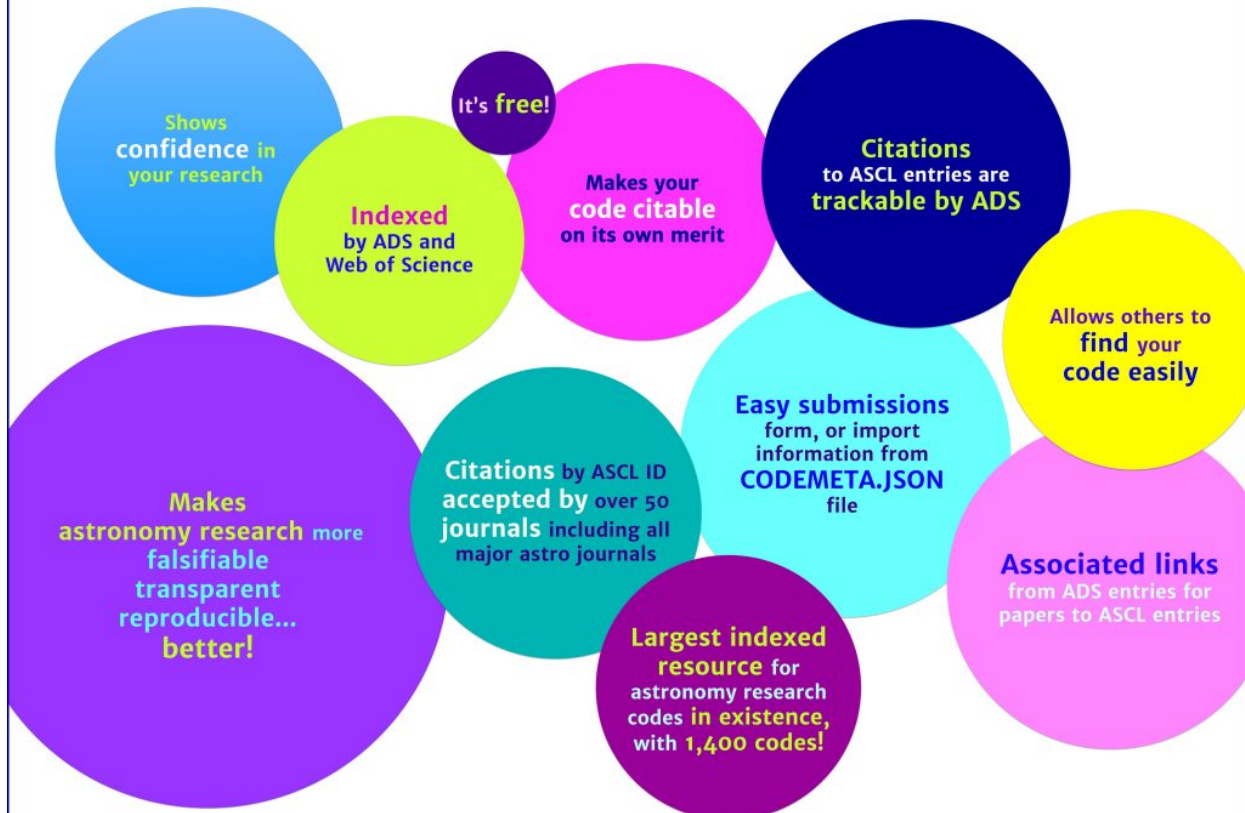 Shows
confidence in
your research
Indexed
by ADS and
Web of Science
It's free!
Makes your
code citable
on its own merit
Citations
to ASCL entries are
trackable by ADS
Allows others to
find your
code easily
Makes
astronomy research more
falsifiable
transparent
reproducible...
better!
Citations by ASCL ID
accepted by over 50
journals including all
major astro journals
Easy submissions
form, or import
information from
CODEMETA.JSON
file
Largest indexed
resource for
astronomy research
codes in existence,
with 1,400 codes!
Associated links
from ADS entries for
papers to ASCL entries